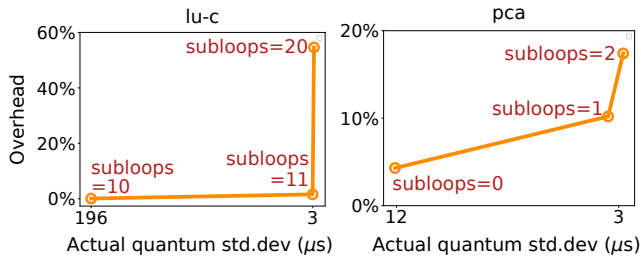 lu-c
Overhead
60%
40%
20%
0%
subloops=20
subloops
=10
subloops
=11
196
3
Actual quantum std.dev (μs)
pca
20%
10%
0%
subloops=2
subloops=1
subloops=0
12
3
Actual quantum std.dev (μs)